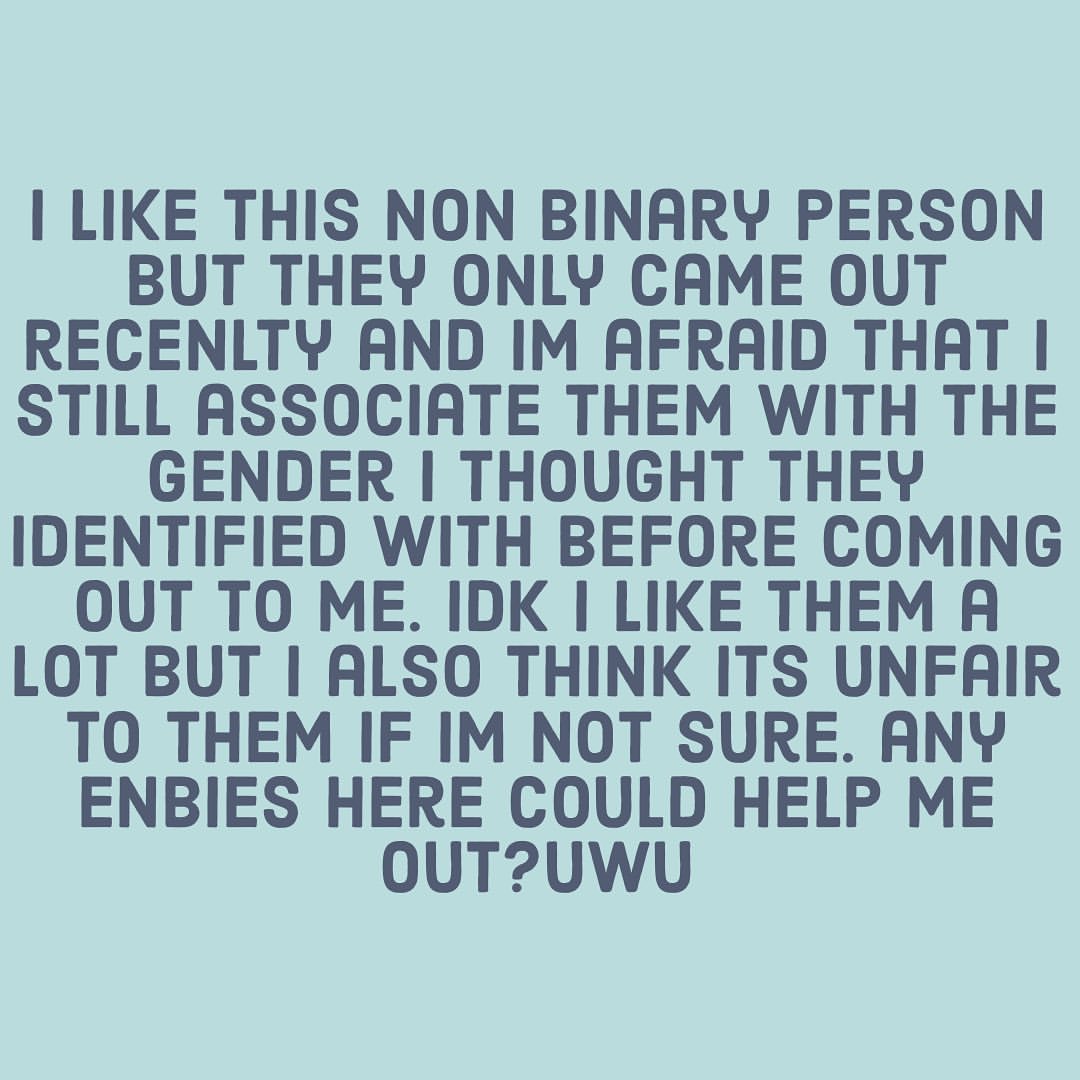 I LIKE THIS NON BINARY PERSON
BUT THEY ONLY CAME OUT
RECENLTY AND IM AFRAID THAT I
STILL ASSOCIATE THEM WITH THE
GENDER I THOUGHT THEY
IDENTIFIED WITH BEFORE COMING
OUT TO ME. IDK I LIKE THEM A
LOT BUT I ALSO THINK ITS UNFAIR
TO THEM IF IM NOT SURE. ANY
ENBIES HERE COULD HELP ME
OUT?UWU